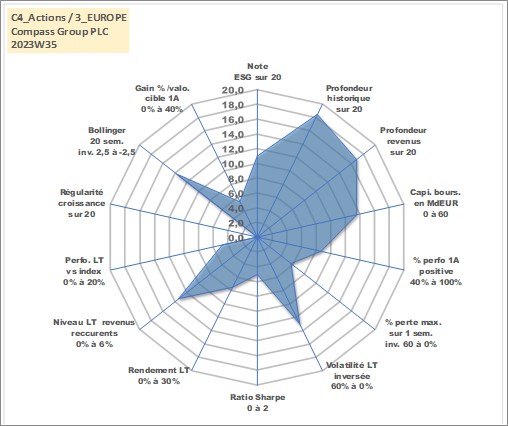 C4_Actions / 3_EUROPE
Compass Group PLC
2023W35
Note
ESG sur 20
Profondeur
historique
sur 20
Profondeur
revenus
sur 20
Capi. bours.
en MdEUR
0 à 60
% perfo 1A
positive
40% à 100%
% perte max.
sur 1 sem.
inv. 60 à 0%
Volatilité LT
inversée
60% à 0%
Ratio Sharpe
0 à 2
Rendement LT
0% à 30%
Niveau LT revenus
reccurents
0% à 6%
Perfo. LT
vs index
0% à 20%
Régularité
croissance
sur 20
Bollinger
20 sem.
inv. 2,5 à -2,5
Gain % /valo.
cible 1A
0% à 40%
20,0
18,0
16,0
14,0
12,0
10,0
8,0
6,0
4,0
2,0
0,0